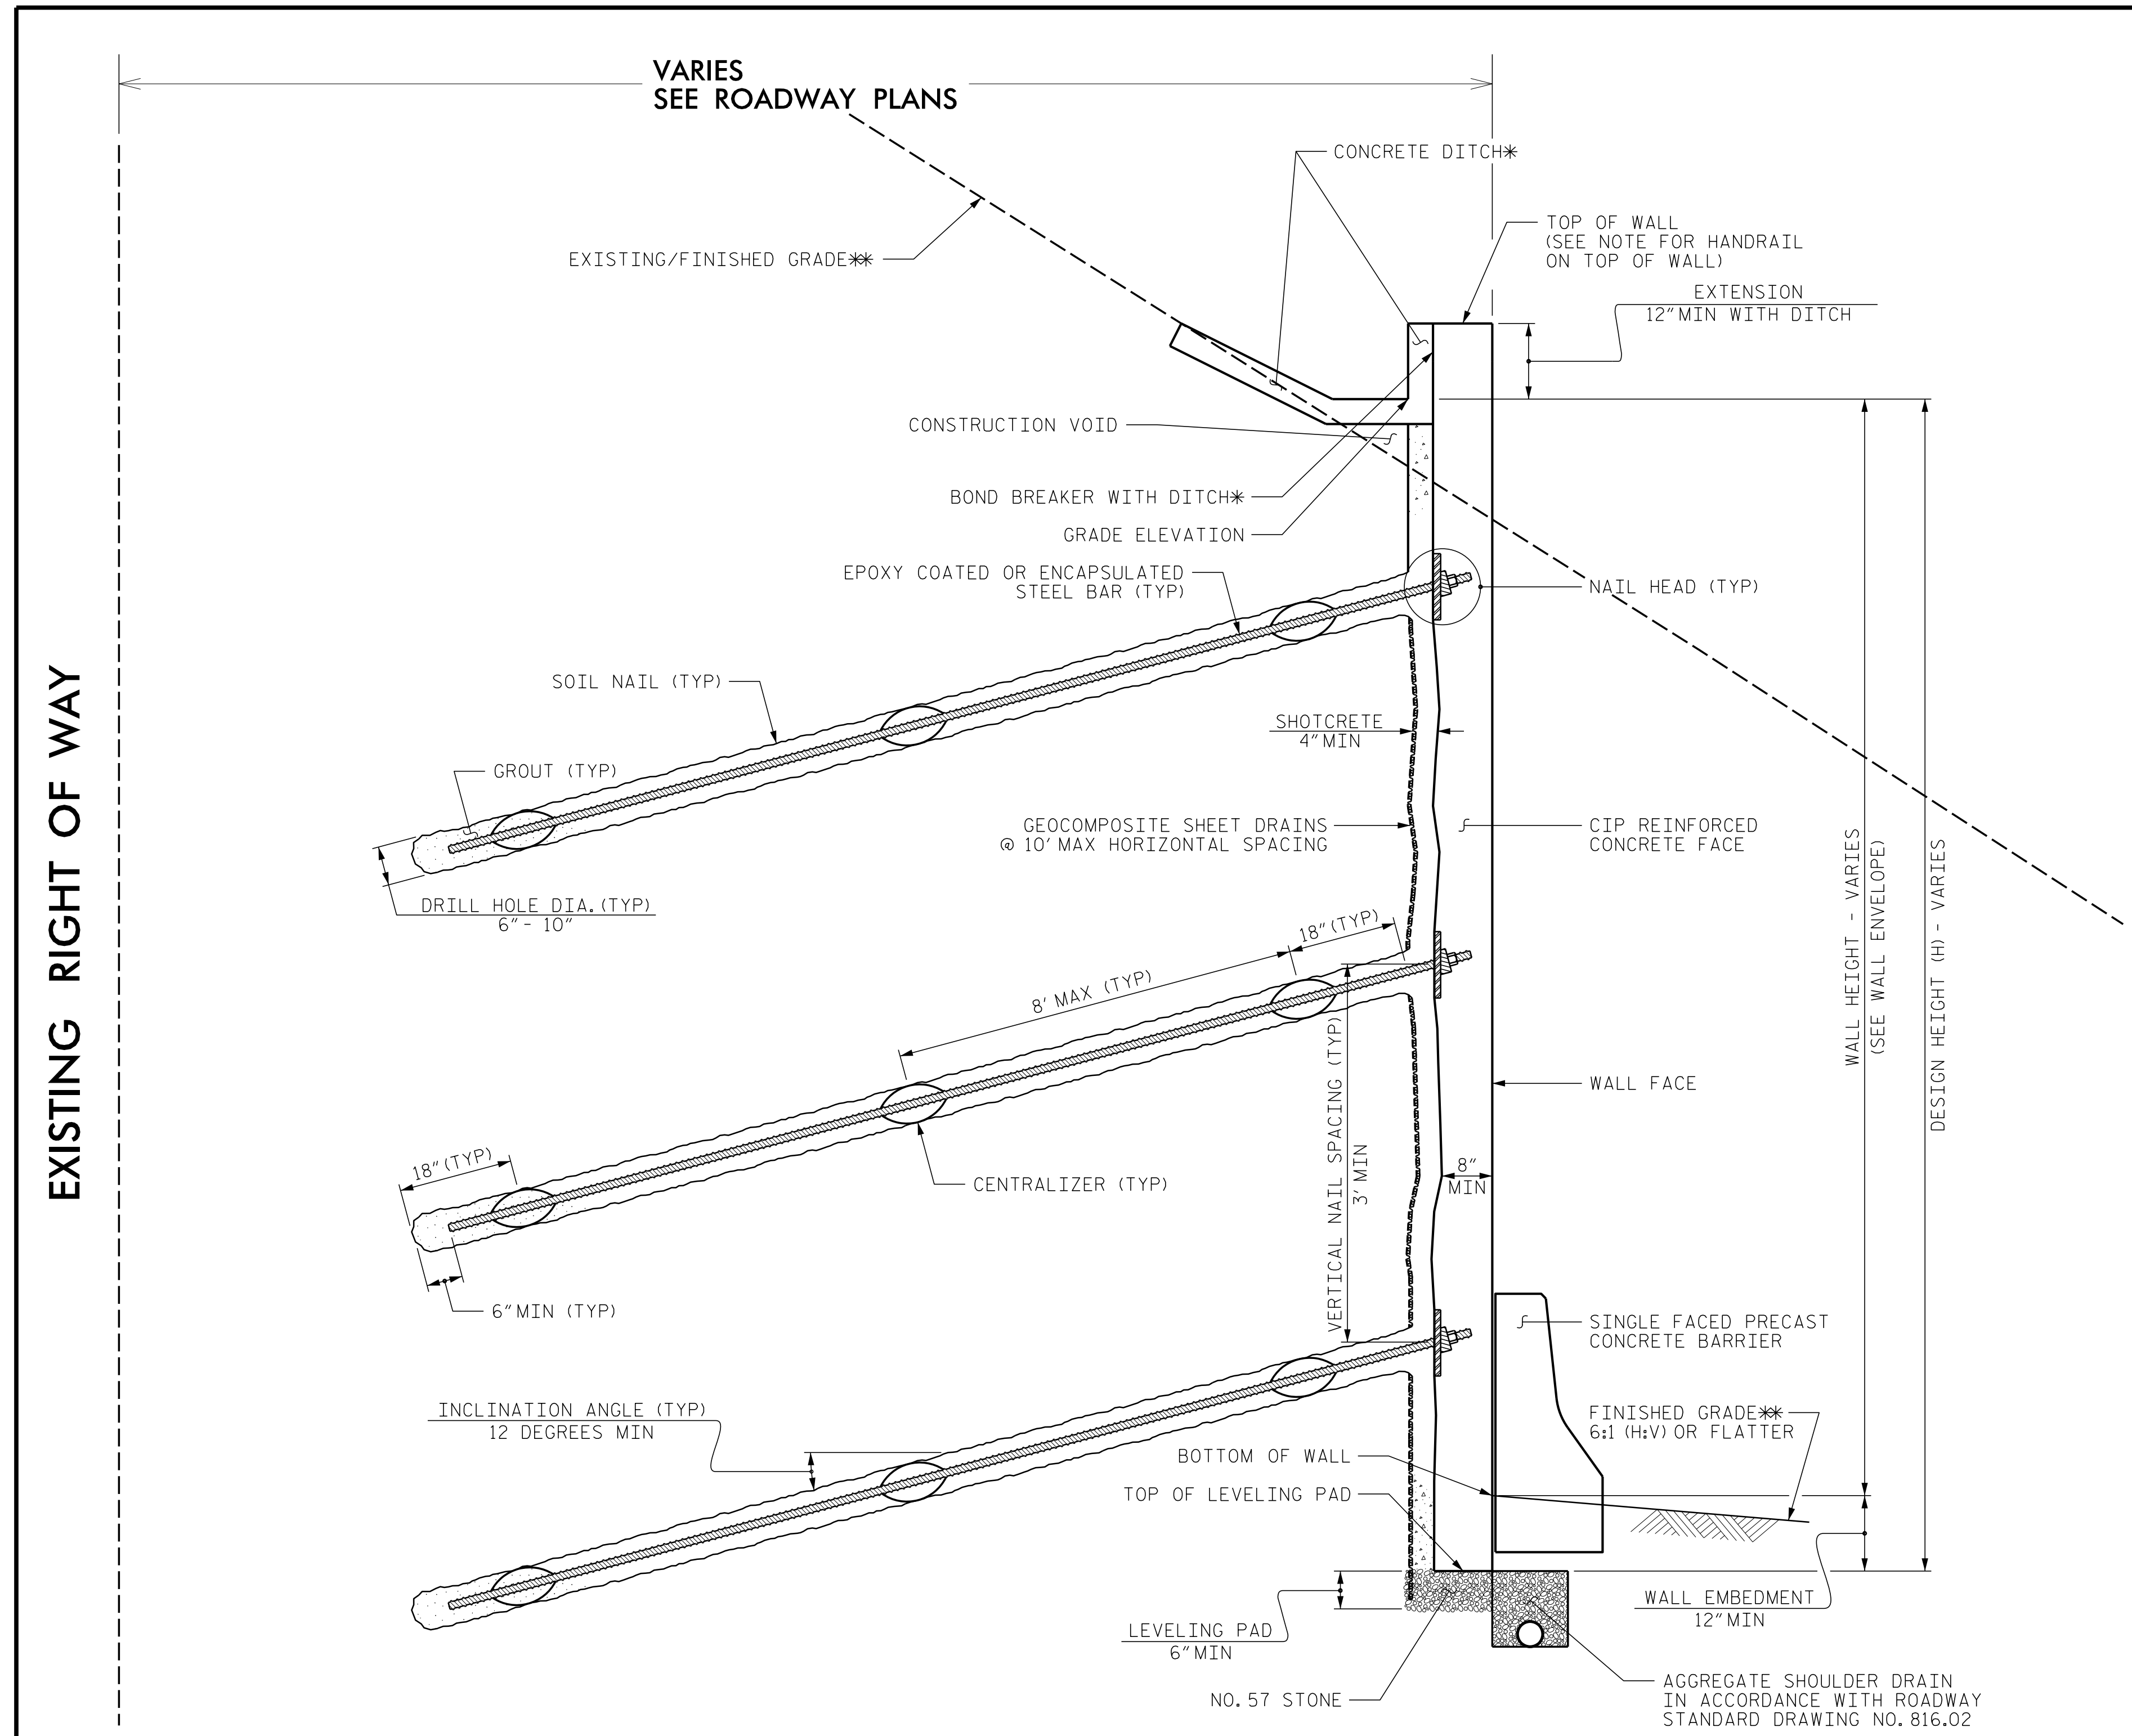 VARIES
SEE ROADWAY PLANS
CONCRETE DITCH*
TOP OF WALL
(SEE NOTE FOR HANDRAIL
ON TOP OF WALL)
EXISTING/FINISHED GRADE**
EXTENSION
12" MIN WITH DITCH
CONSTRUCTION VOID
BOND BREAKER WITH DITCH*
GRADE ELEVATION
EPOXY COATED OR ENCAPSULATED
STEEL BAR (TYP)
NAIL HEAD (TYP)
SOIL NAIL (TYP)
SHOTCRETE
4" MIN
GROUT (TYP)
GEOCOMPOSITE SHEET DRAINS
@ 10' MAX HORIZONTAL SPACING
CIP REINFORCED
CONCRETE FACE
DRILL HOLE DIA. (TYP)
6" - 10"
EXISTING RIGHT OF WAY
18" (TYP)
8' MAX (TYP)
WALL HEIGHT - VARIES
(SEE WALL ENVELOPE)
DESIGN HEIGHT (H) - VARIES
WALL FACE
VERTICAL NAIL SPACING (TYP)
3' MIN
18" (TYP)
CENTRALIZER (TYP)
8"
MIN
6" MIN (TYP)
SINGLE FACED PRECAST
CONCRETE BARRIER
INCLINATION ANGLE (TYP)
12 DEGREES MIN
FINISHED GRADE**
6:1 (H:V) OR FLATTER
BOTTOM OF WALL
TOP OF LEVELING PAD
WALL EMBEDMENT
12" MIN
LEVELING PAD
6" MIN
NO. 57 STONE
AGGREGATE SHOULDER DRAIN
IN ACCORDANCE WITH ROADWAY
STANDARD DRAWING NO. 816.02